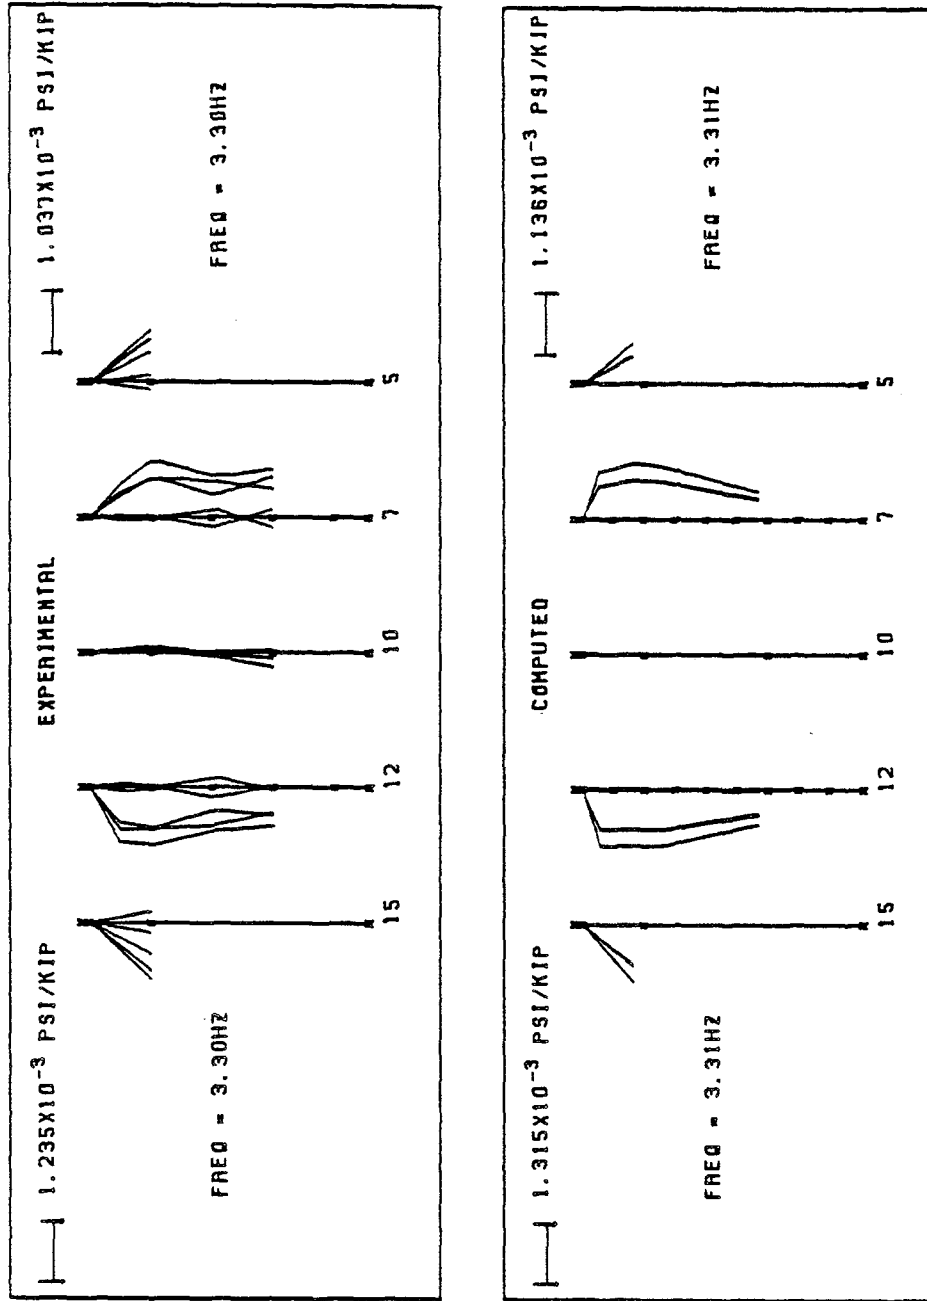 EXPERIMENTAL
1.235X10⁻³ PSI/KIP
1.037X10⁻³ PSI/KIP
FREQ = 3.30HZ
FREQ = 3.30HZ
15
12
10
7
5
COMPUTED
1.315X10⁻³ PSI/KIP
1.136X10⁻³ PSI/KIP
FREQ = 3.31HZ
FREQ = 3.31HZ
15
12
10
7
5